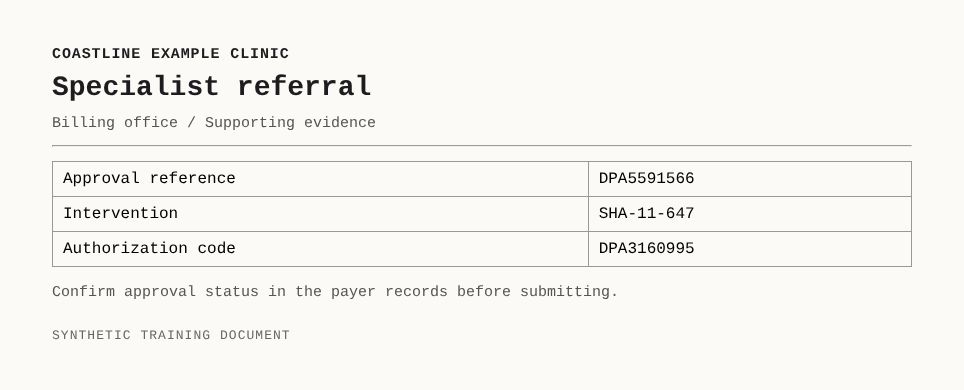 COASTLINE EXAMPLE CLINIC
Specialist referral
Billing office / Supporting evidence
Approval reference DPA5591566
Intervention SHA-11-647
Authorization code DPA3160995
Confirm approval status in the payer records before submitting.
SYNTHETIC TRAINING DOCUMENT